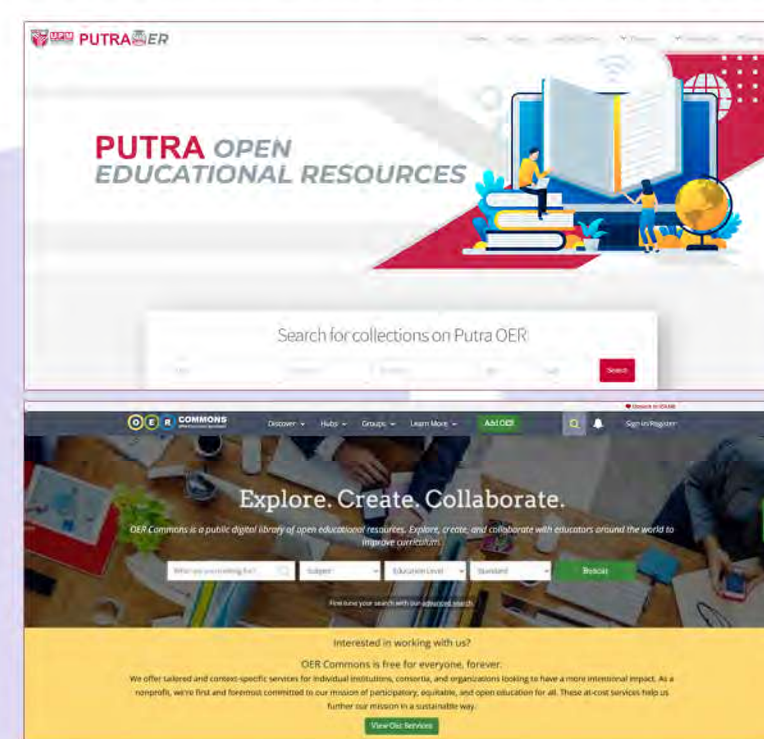 UPM PUTRA OER
PUTRA OPEN
EDUCATIONAL RESOURCES
Search for collections on Putra OER
Search
OER COMMONS
Discover Hubs Groups Learn More Add OER Sign in/Register
Explore. Create. Collaborate.
OER Commons is a public digital library of open educational resources. Explore, create, and collaborate with educators around the world to
improve curriculum.
What are you looking for? Subject Education Level Standard
Fine tune your search with our advanced search.
Interested in working with us?
OER Commons is free for everyone, forever.
We offer tailored and context-specific services for individual institutions, consortia, and organizations looking to have a more intentional impact. As a
nonprofit, we're first and foremost committed to our mission of participatory, equitable, and open education for all. These at-cost services help us
further our mission in a sustainable way.
View Our Services